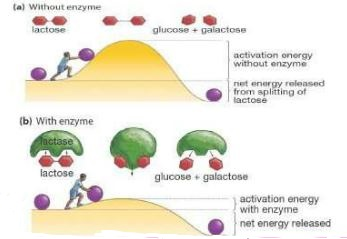 (a) Without enzyme
lactose
glucose + galactose
activation energy
without enzyme
net energy released
from splitting of
lactose
(b) With enzyme
lactase
lactose
glucose + galactose
activation energy
with enzyme
net energy released